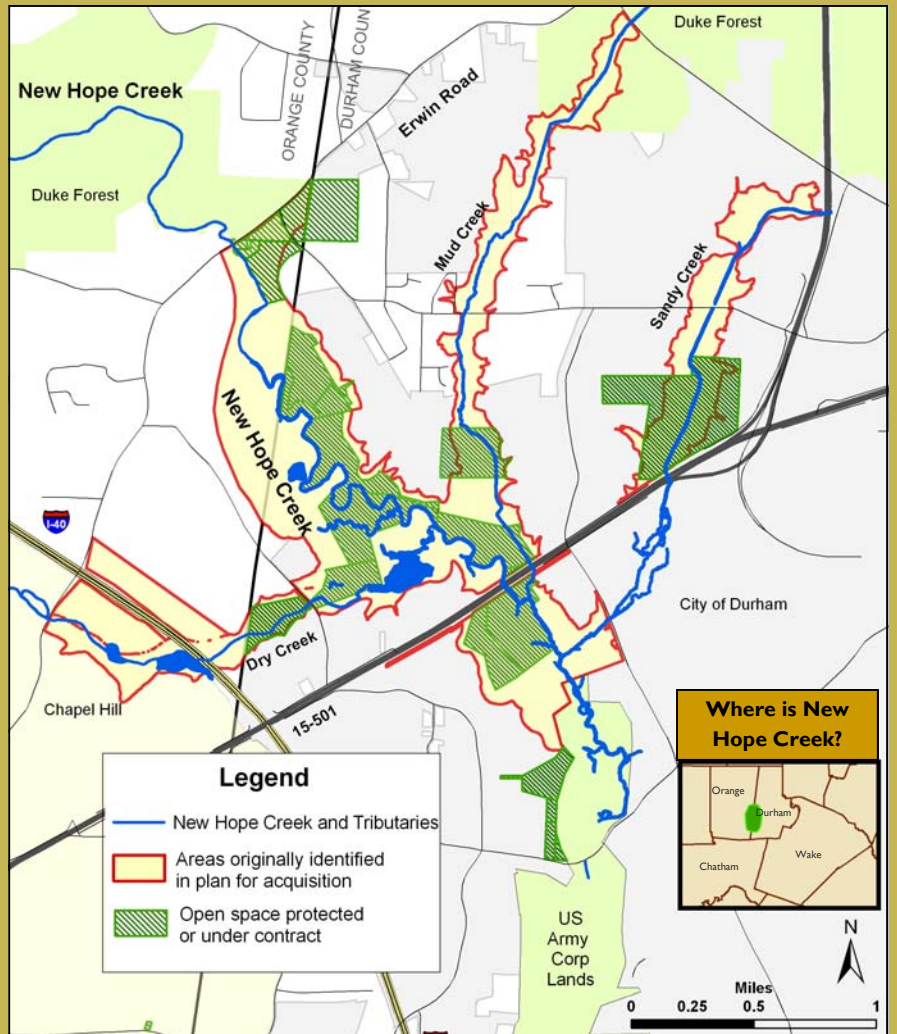 Duke Forest
New Hope Creek
ORANGE COUNTY
DURHAM COUN
Erwin Road
Duke Forest
Mud Creek
Sandy Creek
New Hope Creek
I-40
City of Durham
Dry Creek
Chapel Hill
15-501
Where is New
Hope Creek?
Orange
Durham
Chatham
Wake
Legend
New Hope Creek and Tributaries
Areas originally identified
in plan for acquisition
Open space protected
or under contract
US
Army
Corp
Lands
N
Miles
0 0.25 0.5 1